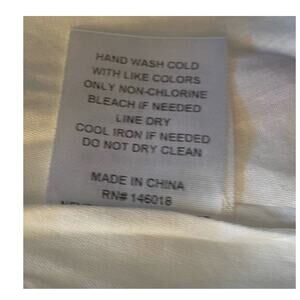 HAND WASH COLD
WITH LIKE COLORS
ONLY NON-CHLORINE
BLEACH IF NEEDED
LINE DRY
COOL IRON IF NEEDED
DO NOT DRY CLEAN
MADE IN CHINA
RN# 146018